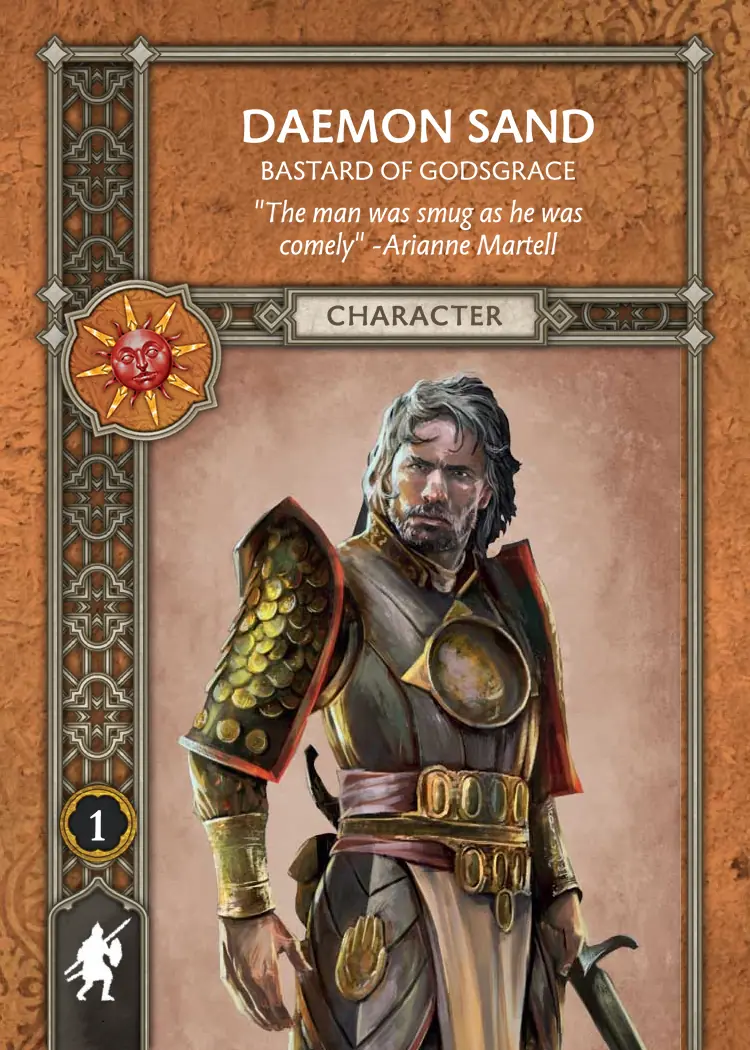 DAEMON SAND
BASTARD OF GODSGRACE
"The man was smug as he was
comely" -Arianne Martell
CHARACTER
1